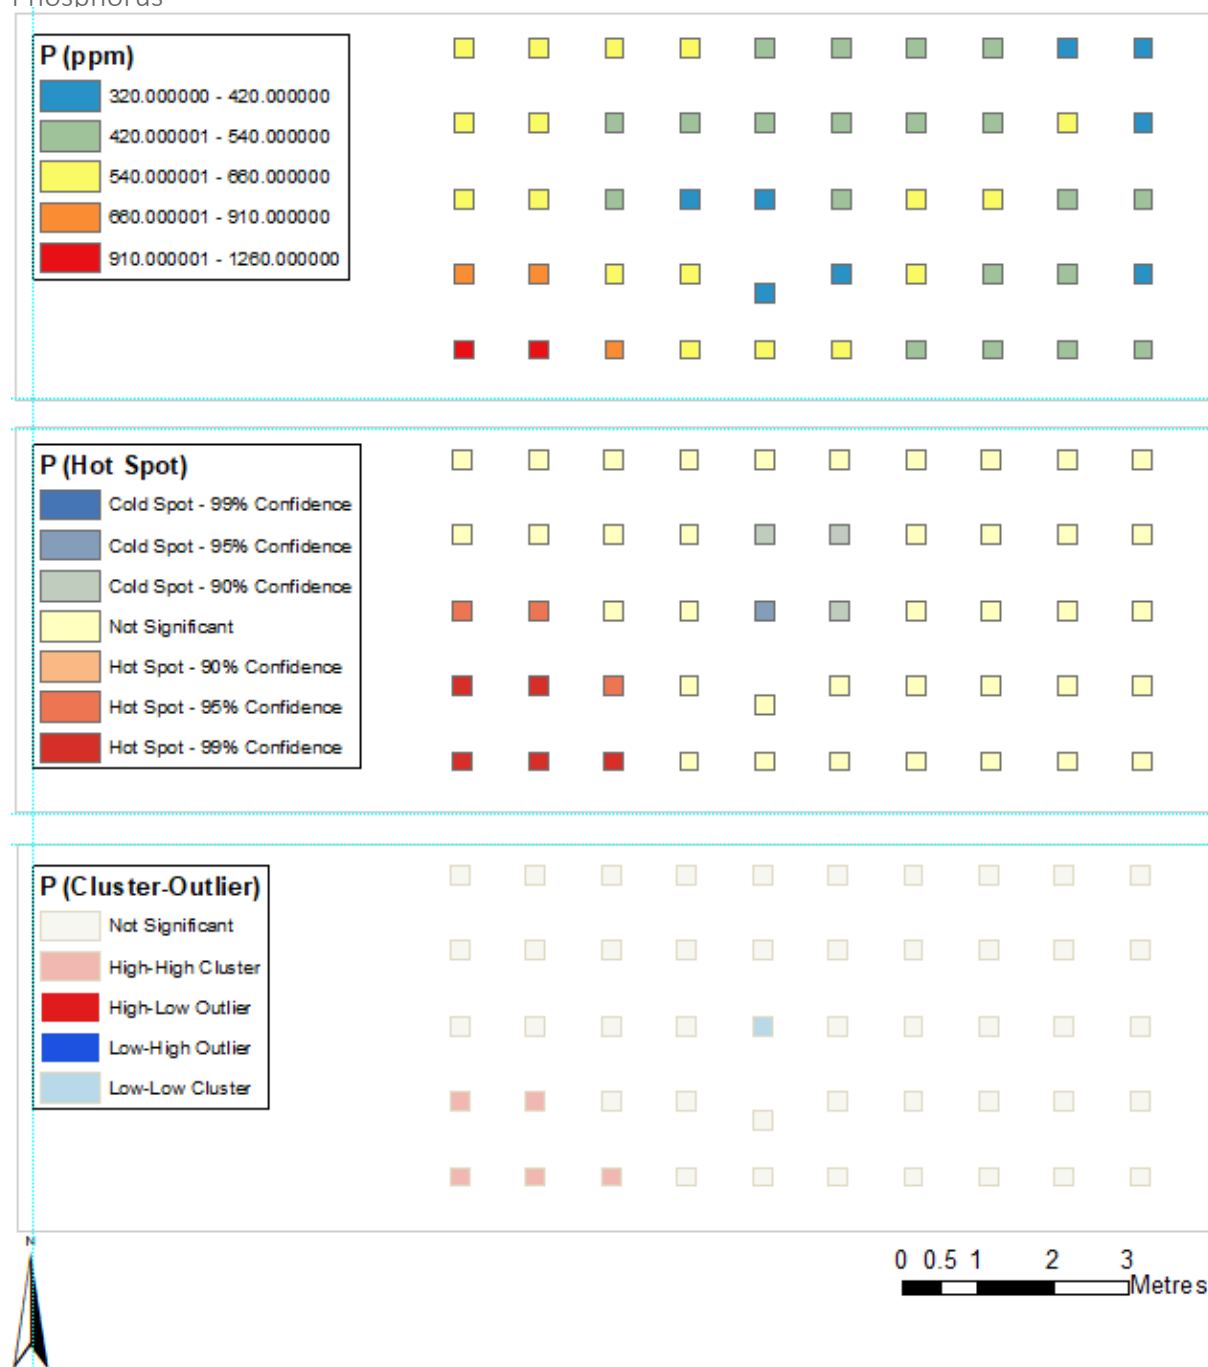 Phosphorus
P (ppm)
320.000000 - 420.000000
420.000001 - 540.000000
540.000001 - 660.000000
660.000001 - 910.000000
910.000001 - 1260.000000
P (Hot Spot)
Cold Spot - 99% Confidence
Cold Spot - 95% Confidence
Cold Spot - 90% Confidence
Not Significant
Hot Spot - 90% Confidence
Hot Spot - 95% Confidence
Hot Spot - 99% Confidence
P (Cluster-Outlier)
Not Significant
High-High Cluster
High-Low Outlier
Low-High Outlier
Low-Low Cluster
N
0 0.5 1 2 3
Metres